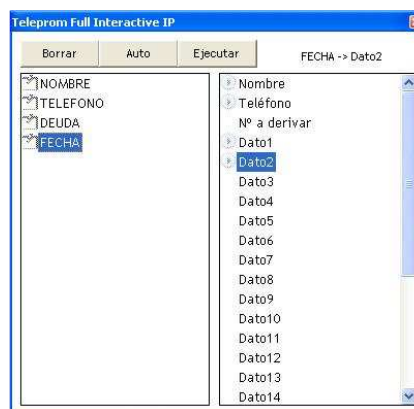 Teleprom Full Interactive IP
Borrar Auto Ejecutar FECHA -> Dato2
NOMBRE
TELEFONO
DEUDA
FECHA
Nombre
Teléfono
Nº a derivar
Dato1
Dato2
Dato3
Dato4
Dato5
Dato6
Dato7
Dato8
Dato9
Dato10
Dato11
Dato12
Dato13
Dato14